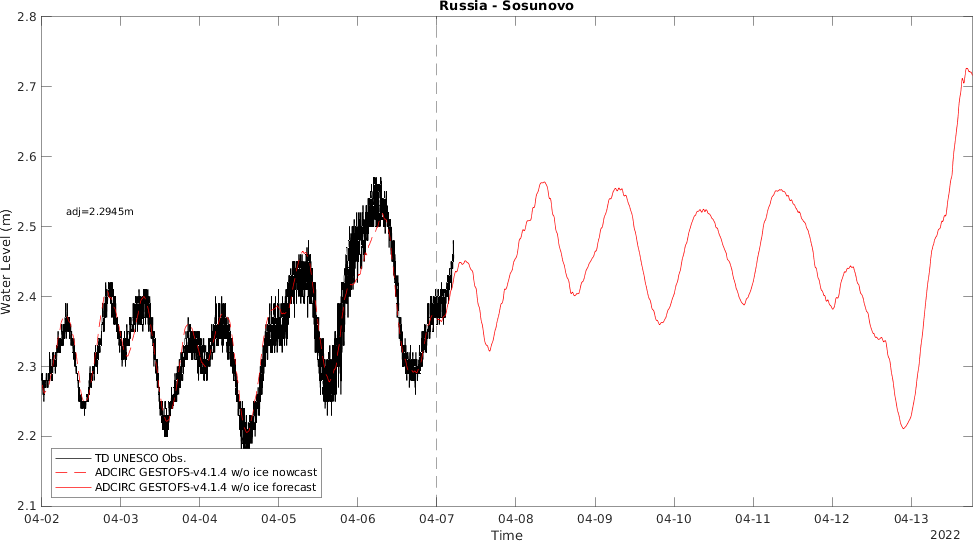 Russia - Sosunovo
2.8
2.7
2.6
2.5
2.4
2.3
2.2
2.1
Water Level (m)
adj=2.2945m
TD UNESCO Obs.
ADCIRC GESTOFS-v4.1.4 w/o ice nowcast
ADCIRC GESTOFS-v4.1.4 w/o ice forecast
04-02 04-03 04-04 04-05 04-06 04-07 04-08 04-09 04-10 04-11 04-12 04-13
Time
2022